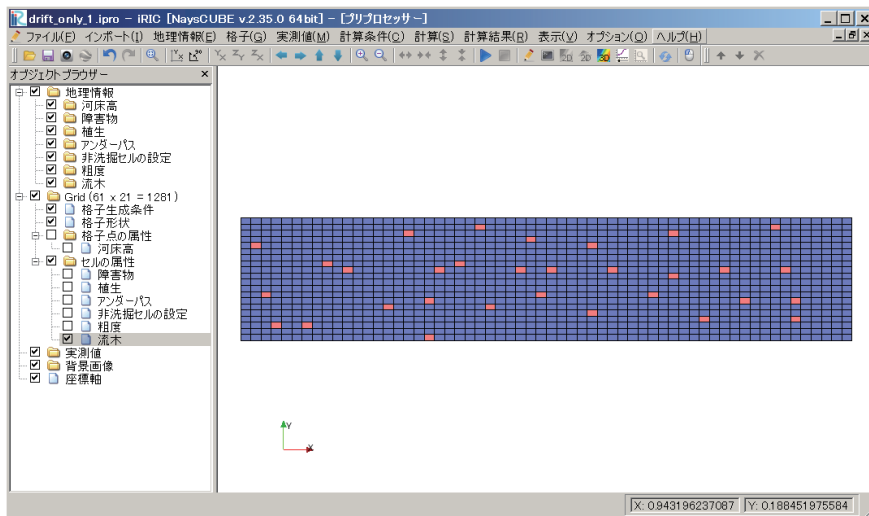 drift_only_1.ipro - iRIC [NaysCUBE v.2.35.0 64bit] - [プリプロセッサー]
ファイル(F) インポート(I) 地理情報(E) 格子(G) 実測値(M) 計算条件(C) 計算(S) 計算結果(R) 表示(V) オプション(O) ヘルプ(H)
オブジェクトブラウザー
地理情報
河床高
障害物
植生
アンダーパス
非洗掘セルの設定
粗度
流木
Grid (61 x 21 = 1281)
格子生成条件
格子形状
格子点の属性
河床高
セルの属性
障害物
植生
アンダーパス
非洗掘セルの設定
粗度
流木
実測値
背景画像
座標軸
Y
X
X: 0.943196237087 Y: 0.188451975584